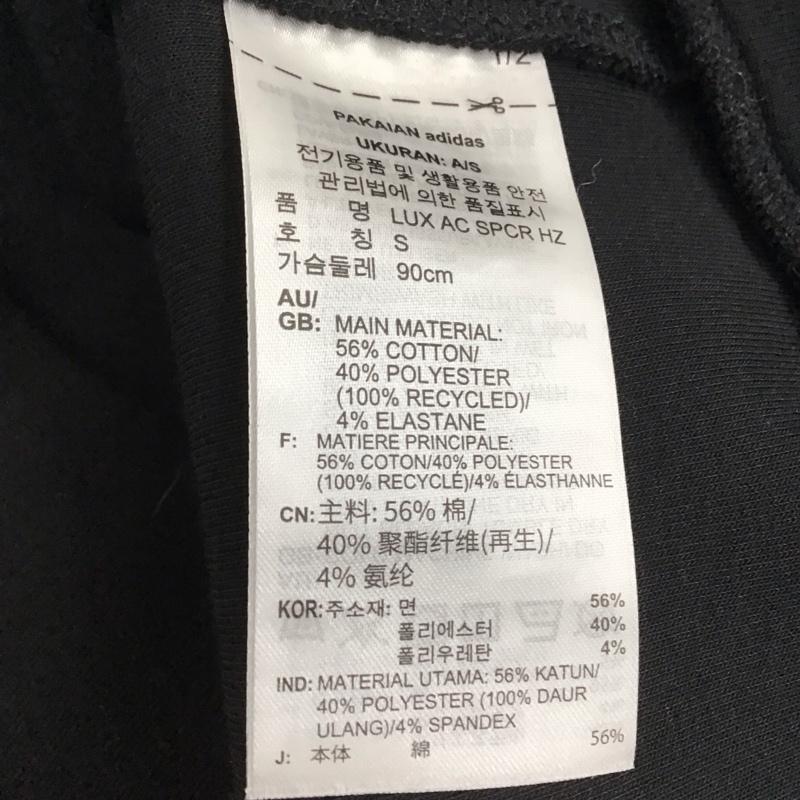 1/2
PAKAIAN adidas
UKURAN: A/S
전기용품 및 생활용품 안전
관리법에 의한 품질표시
품 명 LUX AC SPCR HZ
호 칭 S
가슴둘레 90cm
AU/
GB: MAIN MATERIAL:
56% COTTON/
40% POLYESTER
(100% RECYCLED)/
4% ELASTANE
F: MATIERE PRINCIPALE:
56% COTON/40% POLYESTER
(100% RECYCLÉ)/4% ÉLASTHANNE
CN: 主料: 56% 棉/
40% 聚酯纤维(再生)/
4% 氨纶
KOR: 주소재: 면 56%
폴리에스터 40%
폴리우레탄 4%
IND: MATERIAL UTAMA: 56% KATUN/
40% POLYESTER (100% DAUR
ULANG)/4% SPANDEX
J: 本体 綿 56%